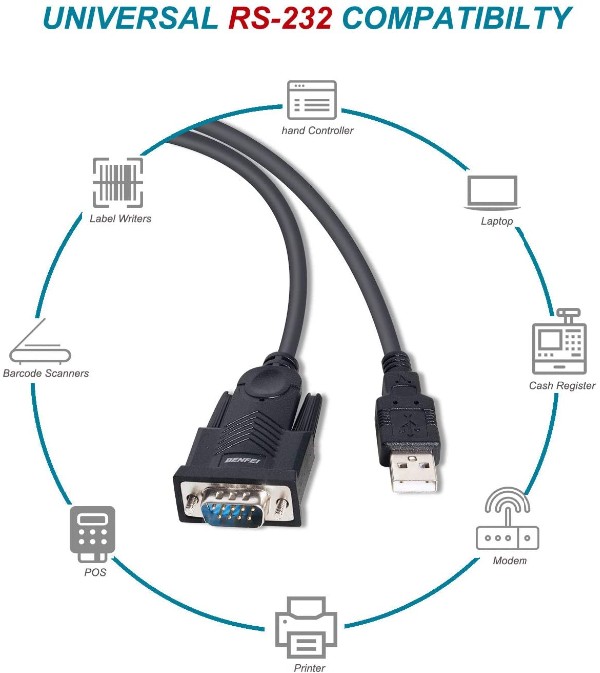 UNIVERSAL RS-232 COMPATIBILTY
hand Controller
Label Writers
Laptop
Barcode Scanners
Cash Register
BENFEI
POS
Modem
Printer